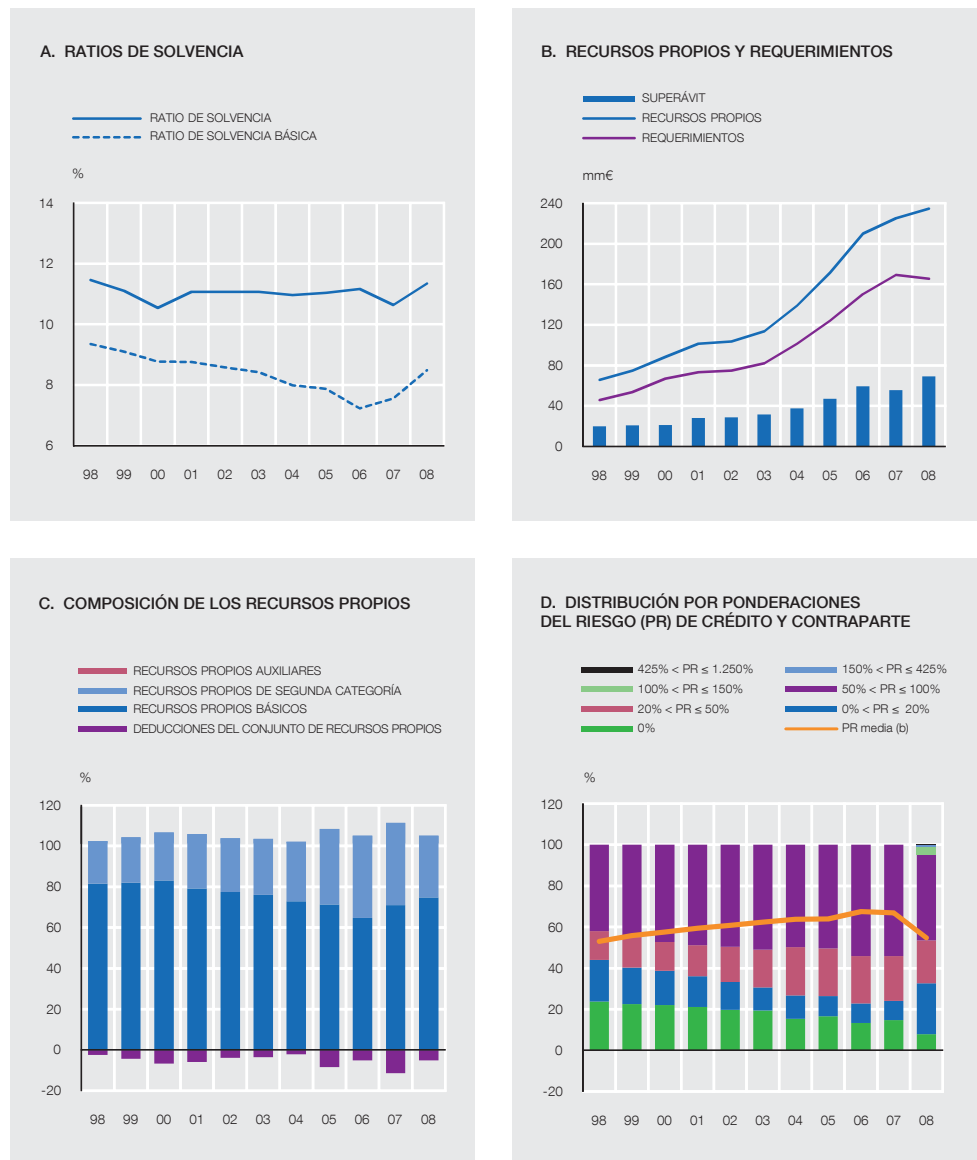 A. RATIOS DE SOLVENCIA
RATIO DE SOLVENCIA
RATIO DE SOLVENCIA BÁSICA
%
14
12
10
8
6
98 99 00 01 02 03 04 05 06 07 08
B. RECURSOS PROPIOS Y REQUERIMIENTOS
SUPERÁVIT
RECURSOS PROPIOS
REQUERIMIENTOS
mm€
240
200
160
120
80
40
0
98 99 00 01 02 03 04 05 06 07 08
C. COMPOSICIÓN DE LOS RECURSOS PROPIOS
RECURSOS PROPIOS AUXILIARES
RECURSOS PROPIOS DE SEGUNDA CATEGORÍA
RECURSOS PROPIOS BÁSICOS
DEDUCCIONES DEL CONJUNTO DE RECURSOS PROPIOS
%
120
100
80
60
40
20
0
-20
98 99 00 01 02 03 04 05 06 07 08
D. DISTRIBUCIÓN POR PONDERACIONES
DEL RIESGO (PR) DE CRÉDITO Y CONTRAPARTE
425% < PR ≤ 1.250% 150% < PR ≤ 425%
100% < PR ≤ 150% 50% < PR ≤ 100%
20% < PR ≤ 50% 0% < PR ≤ 20%
0% PR media (b)
%
120
100
80
60
40
20
0
-20
98 99 00 01 02 03 04 05 06 07 08